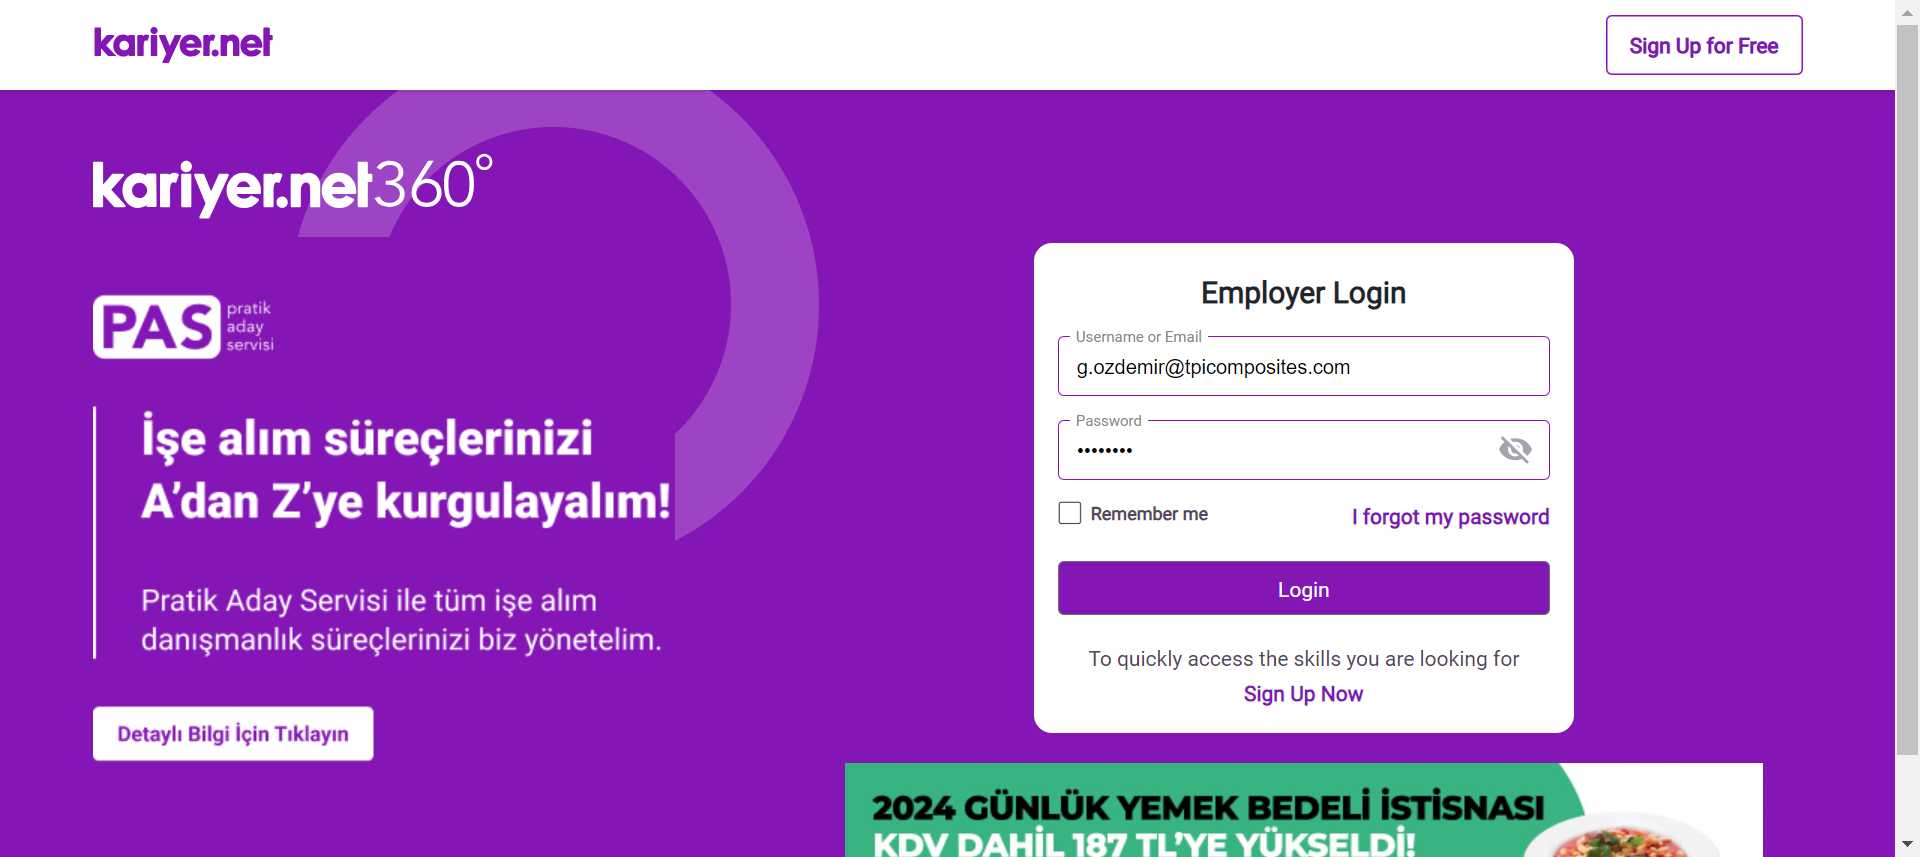 kariyer.net
Sign Up for Free
kariyer.net360°
PAS
pratik
aday
servisi
İşe alım süreçlerinizi
A’dan Z’ye kurgulayalım!
Pratik Aday Servisi ile tüm işe alım
danışmanlık süreçlerinizi biz yönetelim.
Detaylı Bilgi İçin Tıklayın
Employer Login
Username or Email
g.ozdemir@tpicomposites.com
Password
••••••••
Remember me
I forgot my password
Login
To quickly access the skills you are looking for
Sign Up Now
2024 GÜNLÜK YEMEK BEDELİ İSTİSNASI
KDV DAHİL 187 TL’YE YÜKSELDİ!